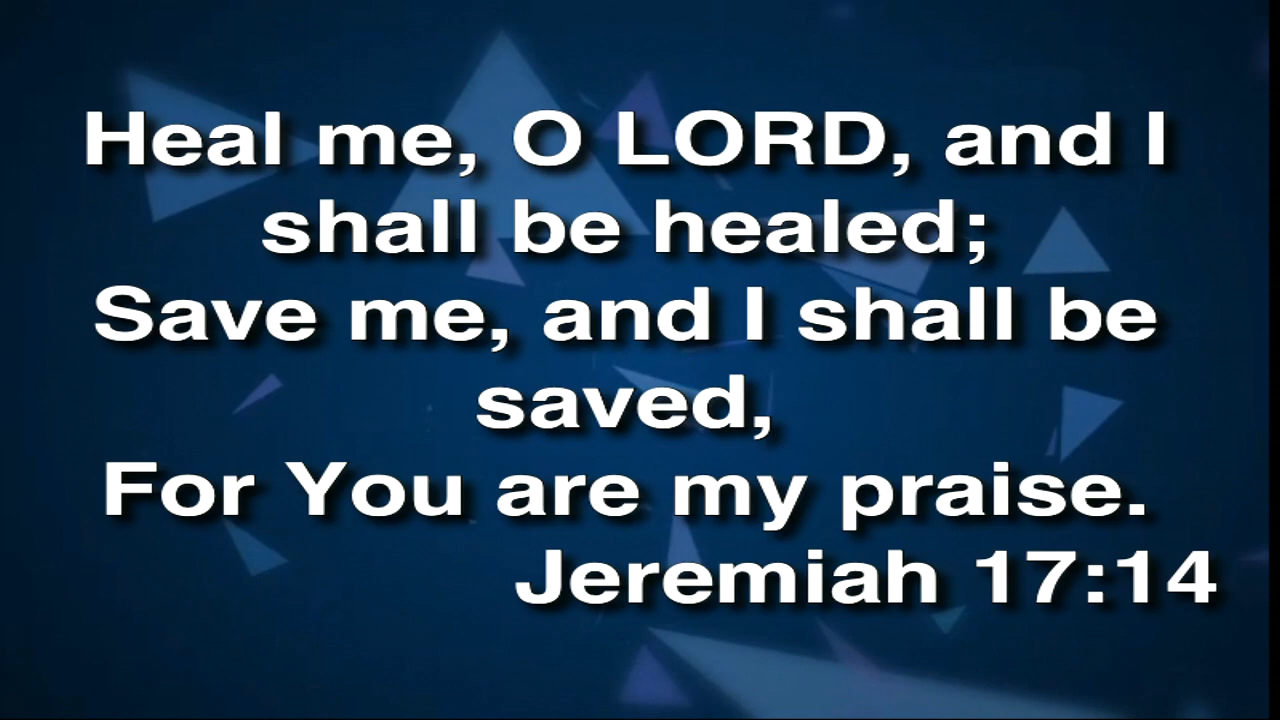 Heal me, O LORD, and I
shall be healed;
Save me, and I shall be
saved,
For You are my praise.
Jeremiah 17:14